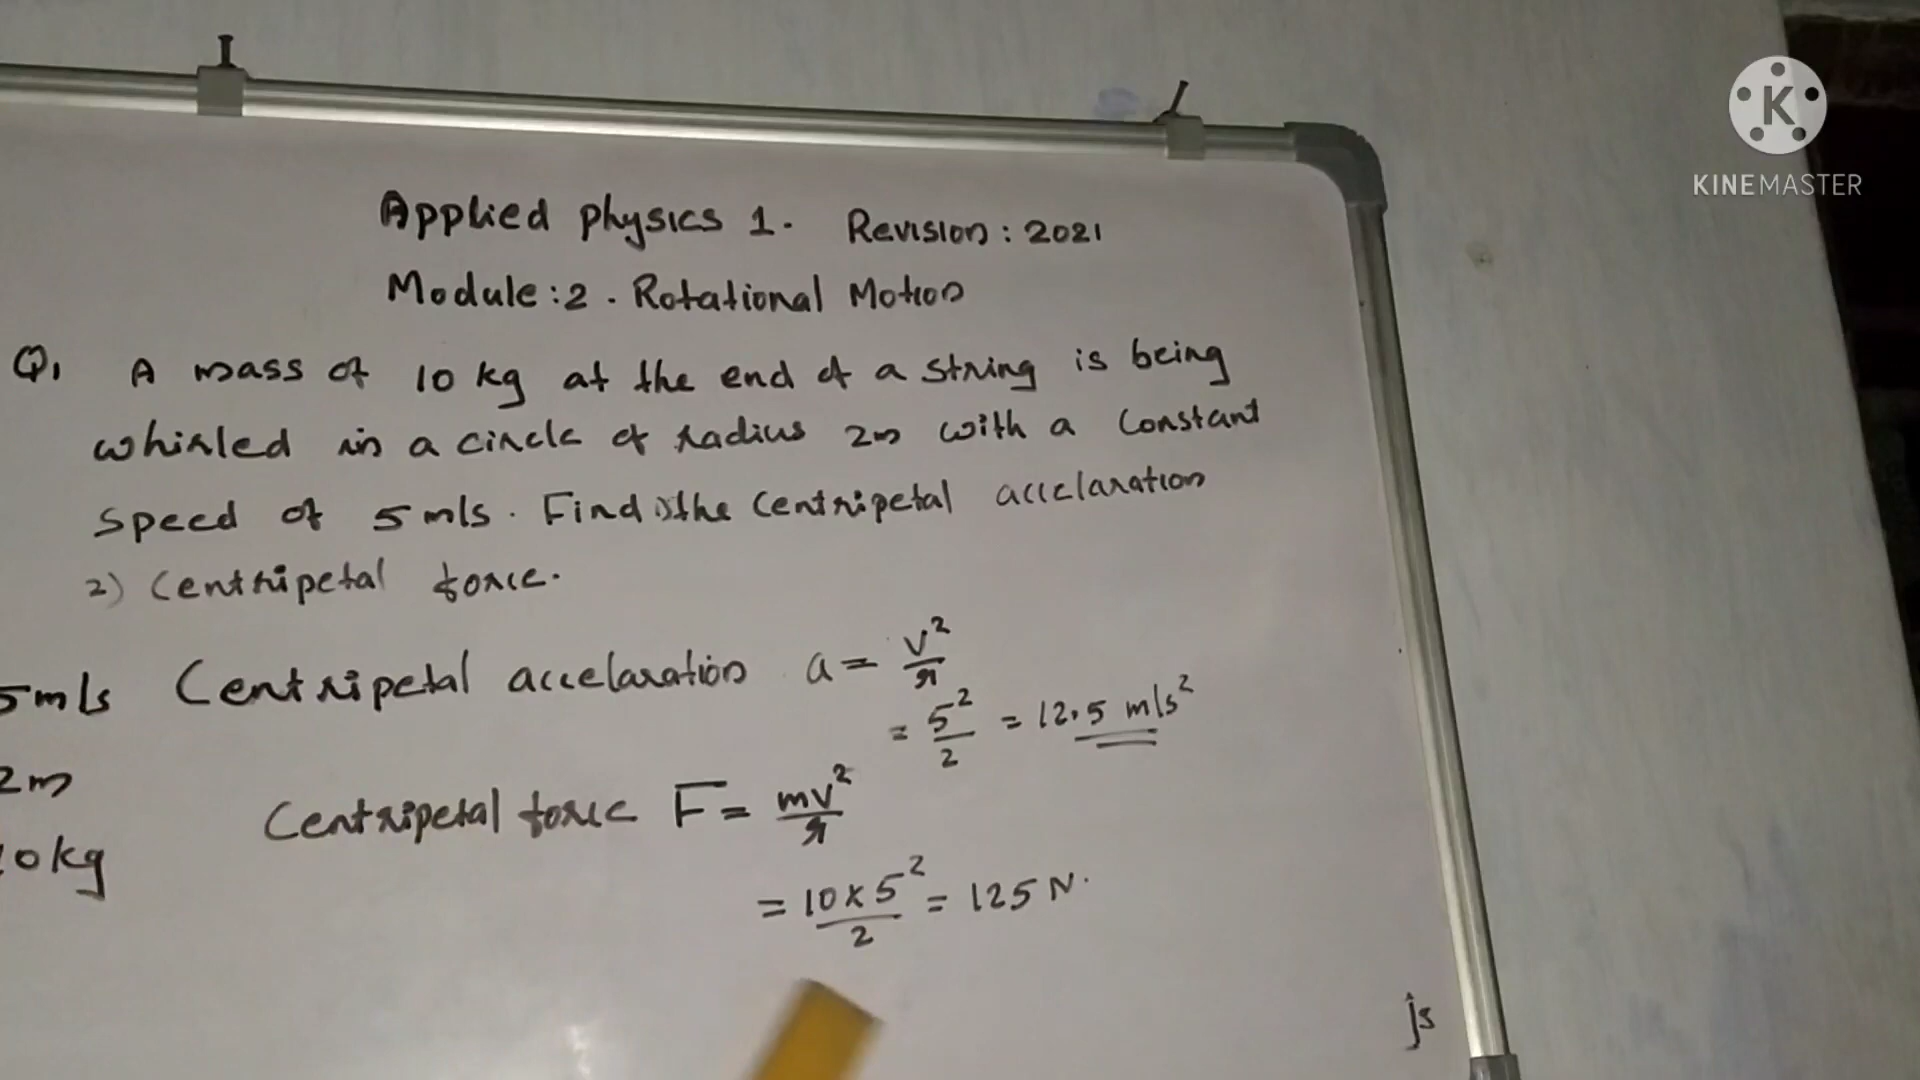 Applied physics 1. Revision: 2021
Module:2. Rotational Motion
Q1 A mass of 10 kg at the end of a string is being
whirled in a circle of radius 2m with a constant
speed of 5 m/s. Find 1) the centripetal accelaration
2) Centripetal force.
5m/s Centripetal accelaration a = v²/r
= 5²/2 = 12.5 m/s²
2m
Centripetal force F = mv²/r
10kg
= 10 x 5²/2 = 125 N.
js
K
KINEMASTER